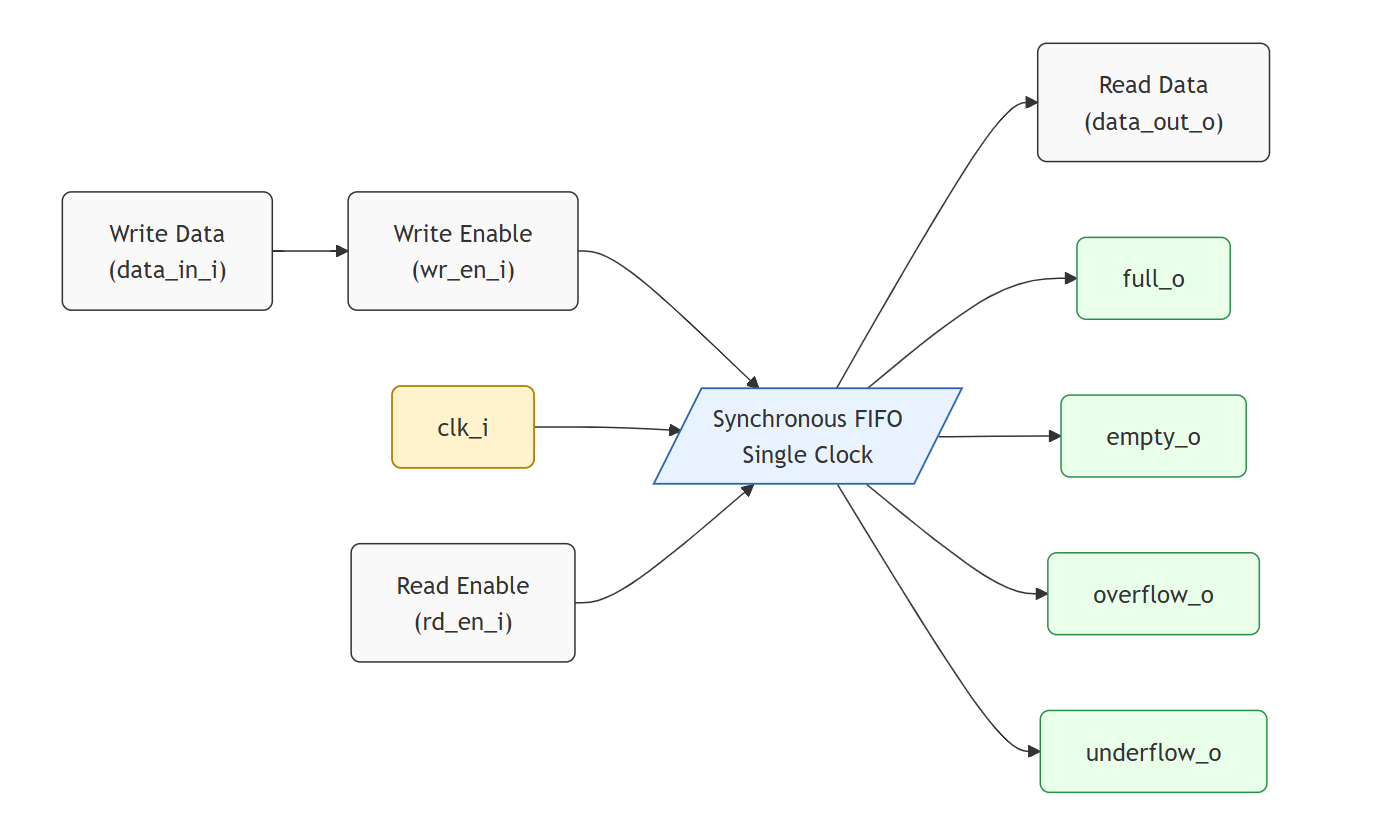 Write Data
(data_in_i)
Write Enable
(wr_en_i)
clk_i
Read Enable
(rd_en_i)
Synchronous FIFO
Single Clock
Read Data
(data_out_o)
full_o
empty_o
overflow_o
underflow_o